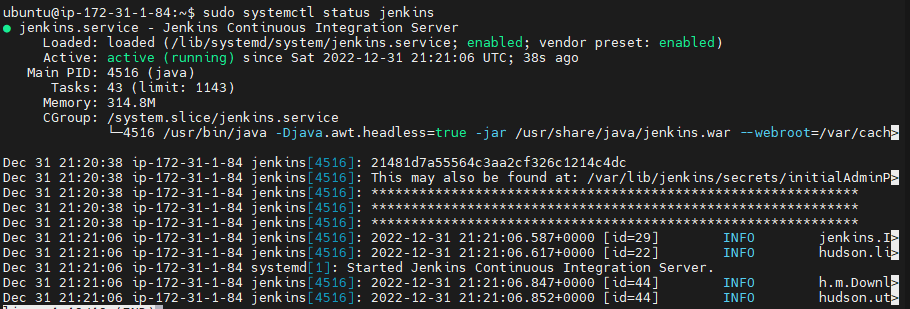 ubuntu@ip-172-31-1-84:~$ sudo systemctl status jenkins
● jenkins.service - Jenkins Continuous Integration Server
     Loaded: loaded (/lib/systemd/system/jenkins.service; enabled; vendor preset: enabled)
     Active: active (running) since Sat 2022-12-31 21:21:06 UTC; 38s ago
   Main PID: 4516 (java)
      Tasks: 43 (limit: 1143)
     Memory: 314.8M
     CGroup: /system.slice/jenkins.service
             └─4516 /usr/bin/java -Djava.awt.headless=true -jar /usr/share/java/jenkins.war --webroot=/var/cach>

Dec 31 21:20:38 ip-172-31-1-84 jenkins[4516]: 21481d7a55564c3aa2cf326c1214c4dc
Dec 31 21:20:38 ip-172-31-1-84 jenkins[4516]: This may also be found at: /var/lib/jenkins/secrets/initialAdminP>
Dec 31 21:20:38 ip-172-31-1-84 jenkins[4516]: *************************************************************
Dec 31 21:20:38 ip-172-31-1-84 jenkins[4516]: *************************************************************
Dec 31 21:20:38 ip-172-31-1-84 jenkins[4516]: *************************************************************
Dec 31 21:21:06 ip-172-31-1-84 jenkins[4516]: 2022-12-31 21:21:06.587+0000 [id=29]        INFO        jenkins.I>
Dec 31 21:21:06 ip-172-31-1-84 jenkins[4516]: 2022-12-31 21:21:06.617+0000 [id=22]        INFO        hudson.li>
Dec 31 21:21:06 ip-172-31-1-84 systemd[1]: Started Jenkins Continuous Integration Server.
Dec 31 21:21:06 ip-172-31-1-84 jenkins[4516]: 2022-12-31 21:21:06.847+0000 [id=44]        INFO        h.m.Downl>
Dec 31 21:21:06 ip-172-31-1-84 jenkins[4516]: 2022-12-31 21:21:06.852+0000 [id=44]        INFO        hudson.ut>